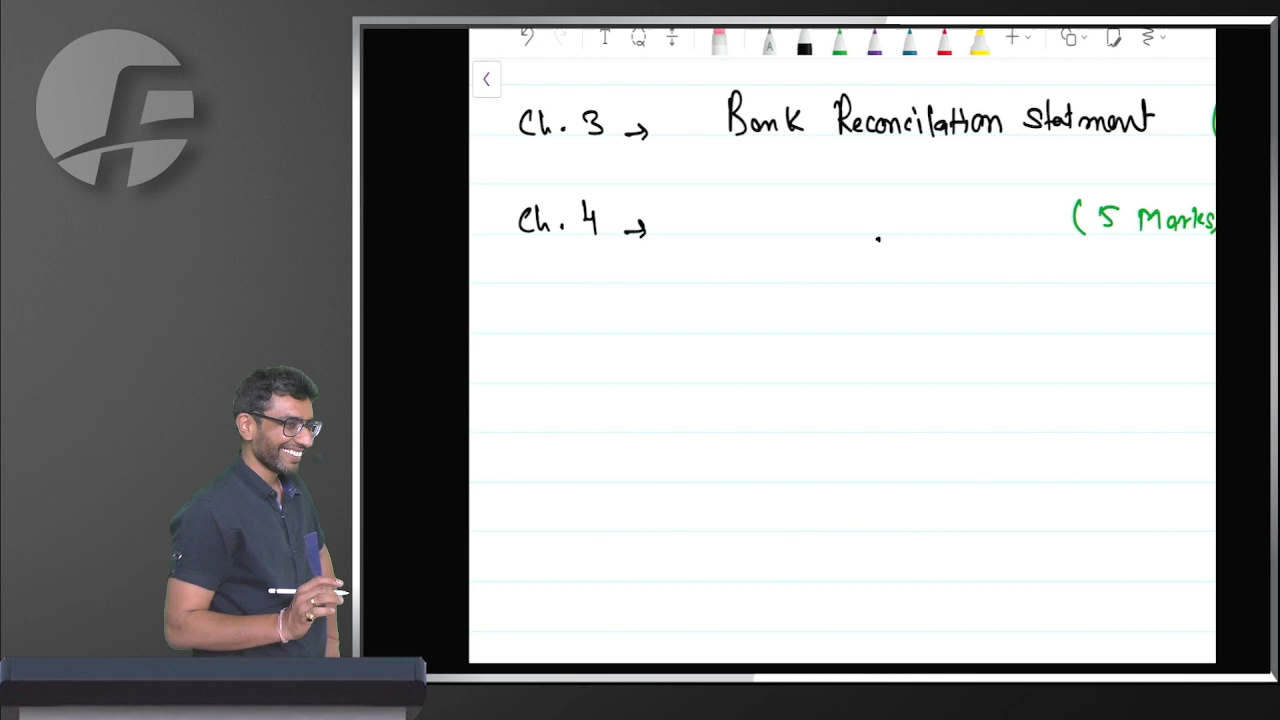 Ch. 3 → Bank Reconcilation Statment (
Ch. 4 → (5 Marks)